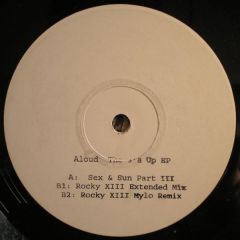 Aloud Up EP
A: Sex & Sun Part III
B1: Rocky XIII Extended Mix
B2: Rocky XIII Mylo Remix